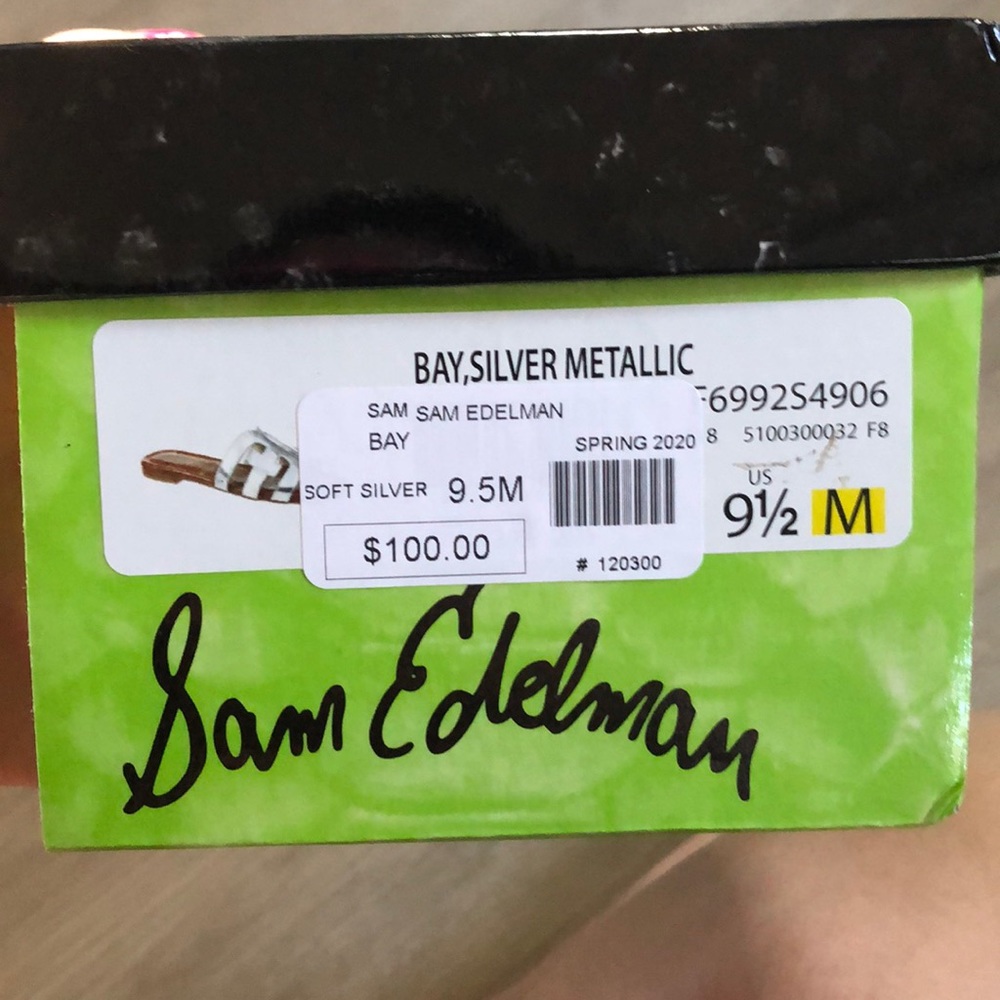 BAY,SILVER METALLIC
6992S4906
8 5100300032 F8
US
9½ M
SAM SAM EDELMAN
BAY
SPRING 2020
SOFT SILVER 9.5M
$100.00
# 120300
Sam Edelman